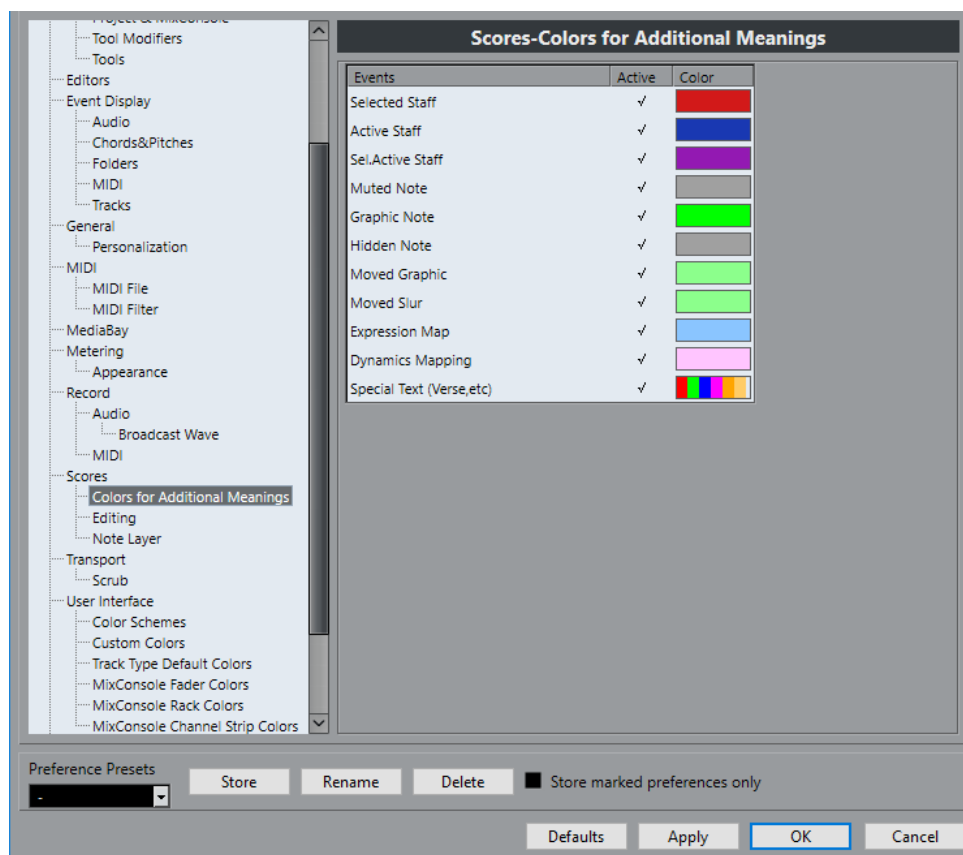 Project & MixConsole
Tool Modifiers
Tools
Editors
Event Display
Audio
Chords&Pitches
Folders
MIDI
Tracks
General
Personalization
MIDI
MIDI File
MIDI Filter
MediaBay
Metering
Appearance
Record
Audio
Broadcast Wave
MIDI
Scores
Colors for Additional Meanings
Editing
Note Layer
Transport
Scrub
User Interface
Color Schemes
Custom Colors
Track Type Default Colors
MixConsole Fader Colors
MixConsole Rack Colors
MixConsole Channel Strip Colors
Scores-Colors for Additional Meanings
Events Active Color
Selected Staff √
Active Staff √
Sel.Active Staff √
Muted Note √
Graphic Note √
Hidden Note √
Moved Graphic √
Moved Slur √
Expression Map √
Dynamics Mapping √
Special Text (Verse,etc) √
Preference Presets
-
Store Rename Delete Store marked preferences only
Defaults Apply OK Cancel